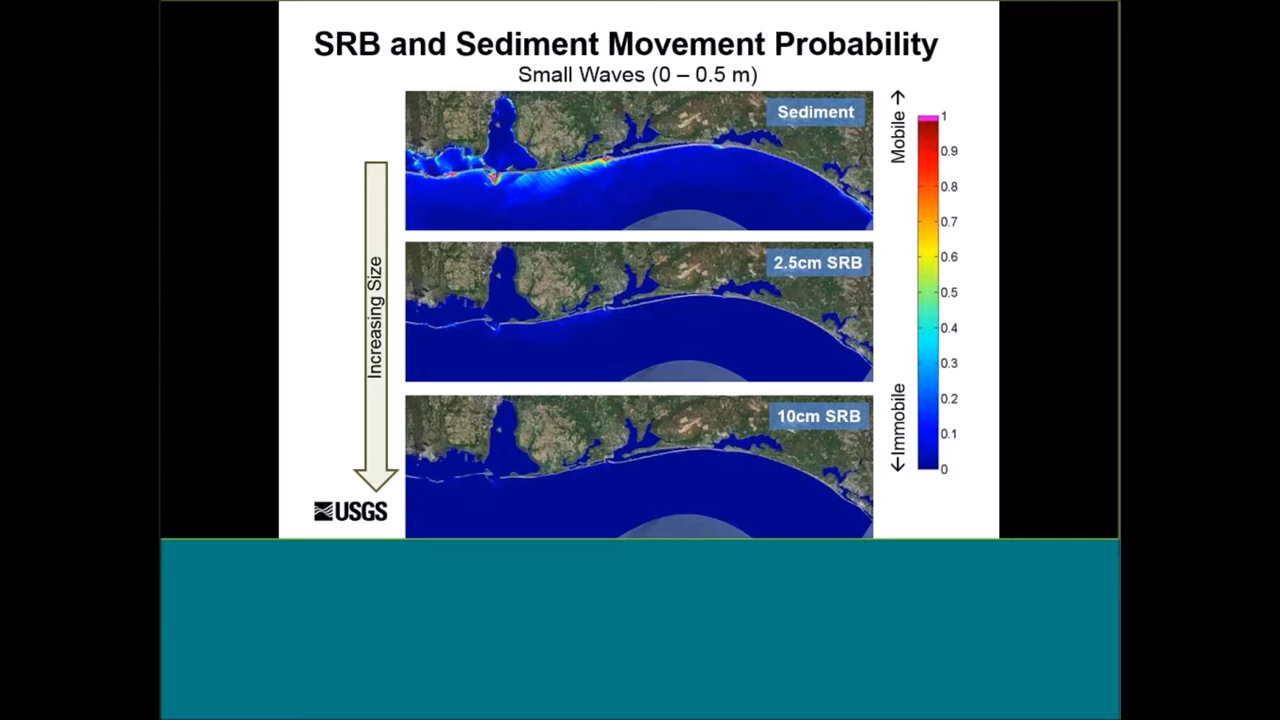 SRB and Sediment Movement Probability
Small Waves (0 – 0.5 m)
Sediment
2.5cm SRB
10cm SRB
Increasing Size
USGS
Mobile →
←Immobile
1
0.9
0.8
0.7
0.6
0.5
0.4
0.3
0.2
0.1
0